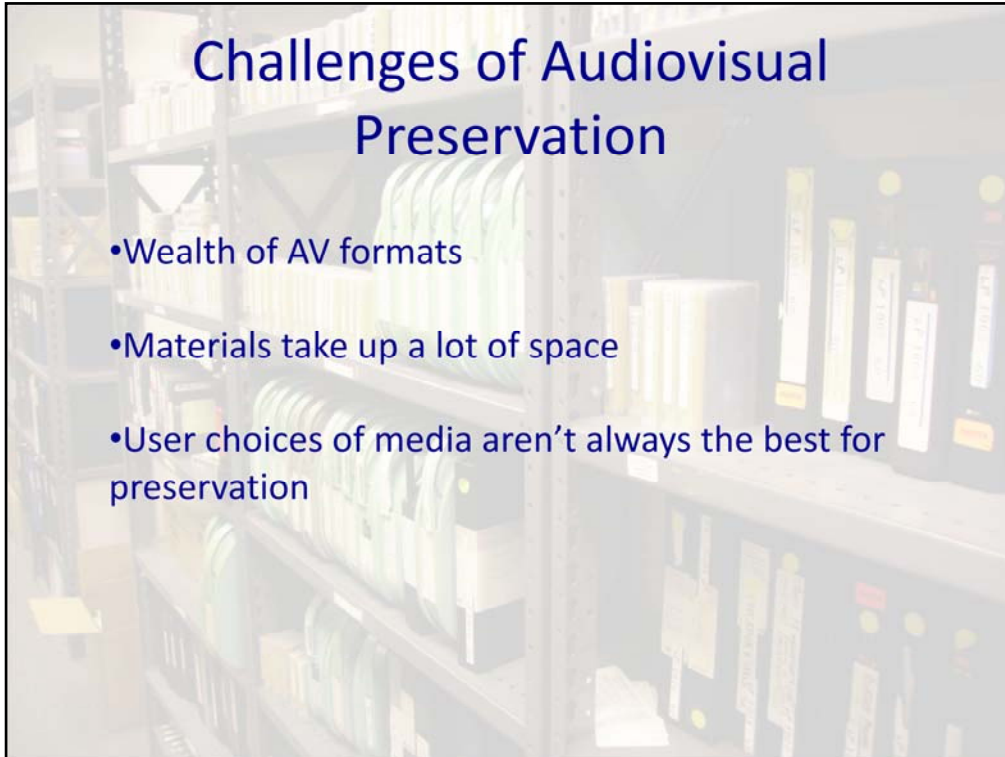 Challenges of Audiovisual
Preservation
•Wealth of AV formats
•Materials take up a lot of space
•User choices of media aren’t always the best for
preservation